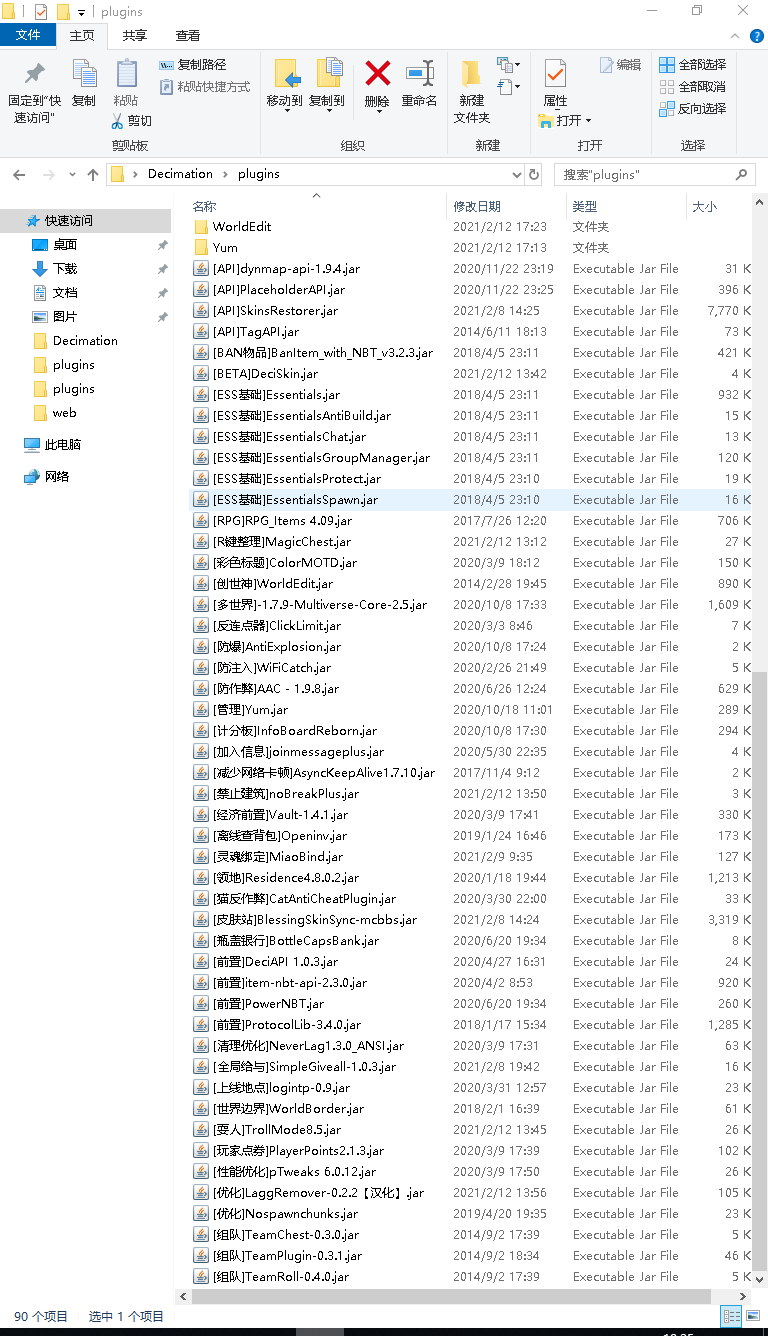 plugins
文件 主页 共享 查看
固定到"快速访问"
复制
粘贴
复制路径
粘贴快捷方式
剪切
剪贴板
移动到
复制到
删除
重命名
组织
新建文件夹
新建
属性
打开
编辑
打开
全部选择
全部取消
反向选择
选择
Decimation › plugins
搜索"plugins"
快速访问
桌面
下载
文档
图片
Decimation
plugins
plugins
web
此电脑
网络
名称 修改日期 类型 大小
WorldEdit 2021/2/12 17:23 文件夹
Yum 2021/2/12 17:13 文件夹
[API]dynmap-api-1.9.4.jar 2020/11/22 23:19 Executable Jar File 31 K
[API]PlaceholderAPI.jar 2020/11/22 23:25 Executable Jar File 396 K
[API]SkinsRestorer.jar 2021/2/8 14:25 Executable Jar File 7,770 K
[API]TagAPI.jar 2014/6/11 18:13 Executable Jar File 73 K
[BAN物品]BanItem_with_NBT_v3.2.3.jar 2018/4/5 23:11 Executable Jar File 421 K
[BETA]DeciSkin.jar 2021/2/12 13:42 Executable Jar File 4 K
[ESS基础]Essentials.jar 2018/4/5 23:11 Executable Jar File 932 K
[ESS基础]EssentialsAntiBuild.jar 2018/4/5 23:11 Executable Jar File 15 K
[ESS基础]EssentialsChat.jar 2018/4/5 23:11 Executable Jar File 13 K
[ESS基础]EssentialsGroupManager.jar 2018/4/5 23:11 Executable Jar File 120 K
[ESS基础]EssentialsProtect.jar 2018/4/5 23:10 Executable Jar File 19 K
[ESS基础]EssentialsSpawn.jar 2018/4/5 23:10 Executable Jar File 16 K
[RPG]RPG_Items 4.09.jar 2017/7/26 12:20 Executable Jar File 706 K
[R键整理]MagicChest.jar 2021/2/12 13:12 Executable Jar File 27 K
[彩色标题]ColorMOTD.jar 2020/3/9 18:12 Executable Jar File 150 K
[创世神]WorldEdit.jar 2014/2/28 19:45 Executable Jar File 890 K
[多世界]-1.7.9-Multiverse-Core-2.5.jar 2020/10/8 17:33 Executable Jar File 1,609 K
[反连点器]ClickLimit.jar 2020/3/3 8:46 Executable Jar File 7 K
[防爆]AntiExplosion.jar 2020/10/8 17:24 Executable Jar File 2 K
[防注入]WiFiCatch.jar 2020/2/26 21:49 Executable Jar File 5 K
[防作弊]AAC - 1.9.8.jar 2020/6/26 12:24 Executable Jar File 629 K
[管理]Yum.jar 2020/10/18 11:01 Executable Jar File 289 K
[计分板]InfoBoardReborn.jar 2020/10/8 17:30 Executable Jar File 294 K
[加入信息]joinmessageplus.jar 2020/5/30 22:35 Executable Jar File 4 K
[减少网络卡顿]AsyncKeepAlive1.7.10.jar 2017/11/4 9:12 Executable Jar File 2 K
[禁止建筑]noBreakPlus.jar 2021/2/12 13:50 Executable Jar File 3 K
[经济前置]Vault-1.4.1.jar 2020/3/9 17:41 Executable Jar File 330 K
[离线查背包]Openinv.jar 2019/1/24 16:46 Executable Jar File 173 K
[灵魂绑定]MiaoBind.jar 2021/2/9 9:35 Executable Jar File 127 K
[领地]Residence4.8.0.2.jar 2020/1/18 19:44 Executable Jar File 1,213 K
[猫反作弊]CatAntiCheatPlugin.jar 2020/3/30 22:00 Executable Jar File 33 K
[皮肤站]BlessingSkinSync-mcbbs.jar 2021/2/8 14:24 Executable Jar File 3,319 K
[瓶盖银行]BottleCapsBank.jar 2020/6/20 19:34 Executable Jar File 8 K
[前置]DeciAPI 1.0.3.jar 2020/4/27 16:31 Executable Jar File 24 K
[前置]item-nbt-api-2.3.0.jar 2020/4/2 8:53 Executable Jar File 920 K
[前置]PowerNBT.jar 2020/6/20 19:34 Executable Jar File 260 K
[前置]ProtocolLib-3.4.0.jar 2018/1/17 15:34 Executable Jar File 1,285 K
[清理优化]NeverLag1.3.0_ANSI.jar 2020/3/9 17:31 Executable Jar File 63 K
[全局给与]SimpleGiveall-1.0.3.jar 2021/2/8 19:42 Executable Jar File 16 K
[上线地点]logintp-0.9.jar 2020/3/31 12:57 Executable Jar File 23 K
[世界边界]WorldBorder.jar 2018/2/1 16:39 Executable Jar File 61 K
[耍人]TrollMode8.5.jar 2021/2/12 13:45 Executable Jar File 26 K
[玩家点券]PlayerPoints2.1.3.jar 2020/3/9 17:39 Executable Jar File 102 K
[性能优化]pTweaks 6.0.12.jar 2020/3/9 17:50 Executable Jar File 26 K
[优化]LaggRemover-0.2.2【汉化】.jar 2021/2/12 13:56 Executable Jar File 105 K
[优化]Nospawnchunks.jar 2019/4/20 19:35 Executable Jar File 23 K
[组队]TeamChest-0.3.0.jar 2014/9/2 17:39 Executable Jar File 5 K
[组队]TeamPlugin-0.3.1.jar 2014/9/2 18:34 Executable Jar File 46 K
[组队]TeamRoll-0.4.0.jar 2014/9/2 17:39 Executable Jar File 5 K
90 个项目 选中 1 个项目